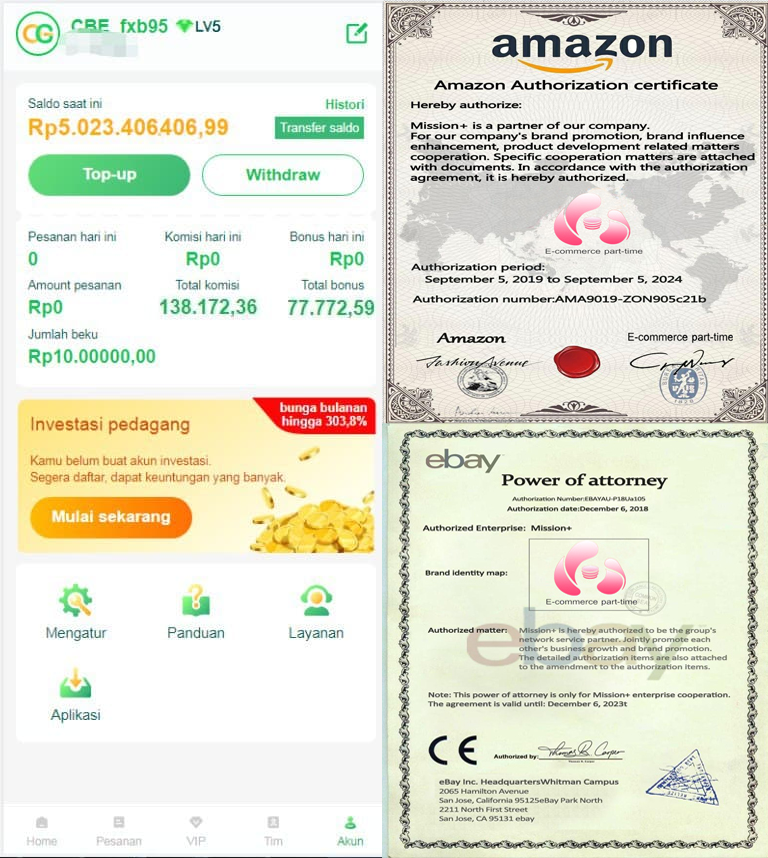 CG
CBE fxb95 LV5
Saldo saat ini
Histori
Rp5.023.406406,99
Transfer saldo
Top-up
Withdraw
Pesanan hari ini
Komisi hari ini
Bonus hari ini
0
Rp0
Rp0
Amount pesanan
Total komisi
Total bonus
Rp0
138.172,36
77.772,59
Jumlah beku
Rp10.00000,00
bunga bulanan
hingga 303,8%
Investasi pedagang
Kamu belum buat akun investasi.
Segera daftar, dapat keuntungan yang banyak.
Mulai sekarang
Mengatur
Panduan
Layanan
Aplikasi
Home
Pesanan
VIP
Tim
Akun
amazon
Amazon Authorization certificate
Hereby authorize:
Mission+ is a partner of our company.
For our company's brand promotion, brand influence
enhancement, product development related matters
cooperation. Specific cooperation matters are attached
with documents. In accordance with the authorization
agreement, it is hereby authorized.
E-commerce part-time
Authorization period:
September 5, 2019 to September 5, 2024
Authorization number:AMA9019-ZON905c21b
Amazon
E-commerce part-time
Fashion Avenue
ebay
Power of attorney
Authorization Number:EBAYAU-P18Ua105
Authorization date:December 6, 2018
Authorized Enterprise: Mission+
Brand identity map:
E-commerce part-time
ebay
Authorized matter:
Mission+ is hereby authorized to be the group's
network service partner. Jointly promote each
other's business growth and brand promotion.
The detailed authorization items are also attached
to the amendment to the authorization items.
Note: This power of attorney is only for Mission+ enterprise cooperation.
The agreement is valid until: December 6, 2023t
CE
Authorized by:
Thomas B. Casper
eBay Inc. HeadquartersWhitman Campus
2065 Hamilton Avenue
San Jose, California 95125eBay Park North
2211 North First Street
San Jose, CA 95131 ebay